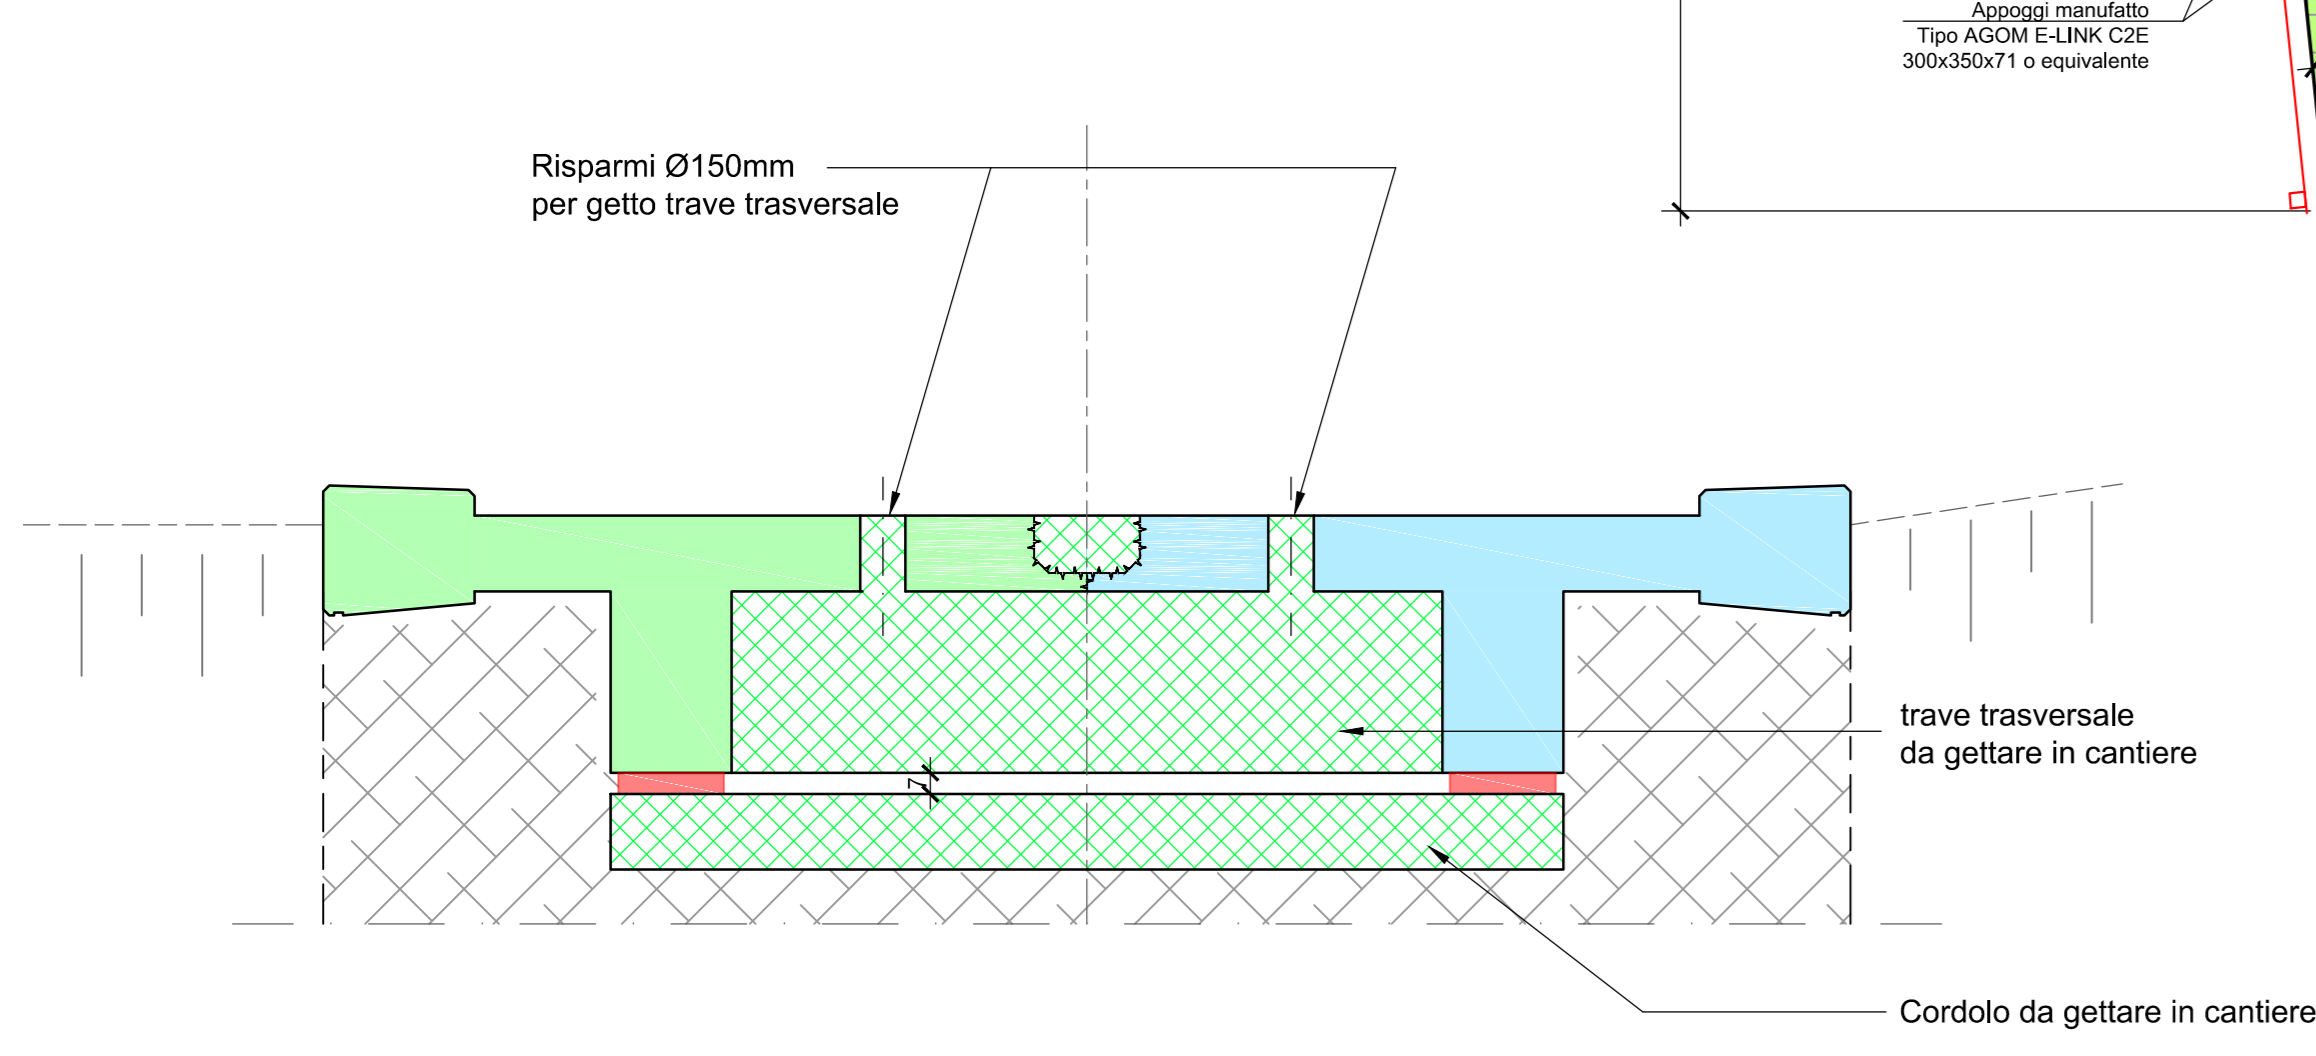 Appoggi manufatto
Tipo AGOM E-LINK C2E
300x350x71 o equivalente
Risparmi Ø150mm
per getto trave trasversale
7
trave trasversale
da gettare in cantiere
Cordolo da gettare in cantiere